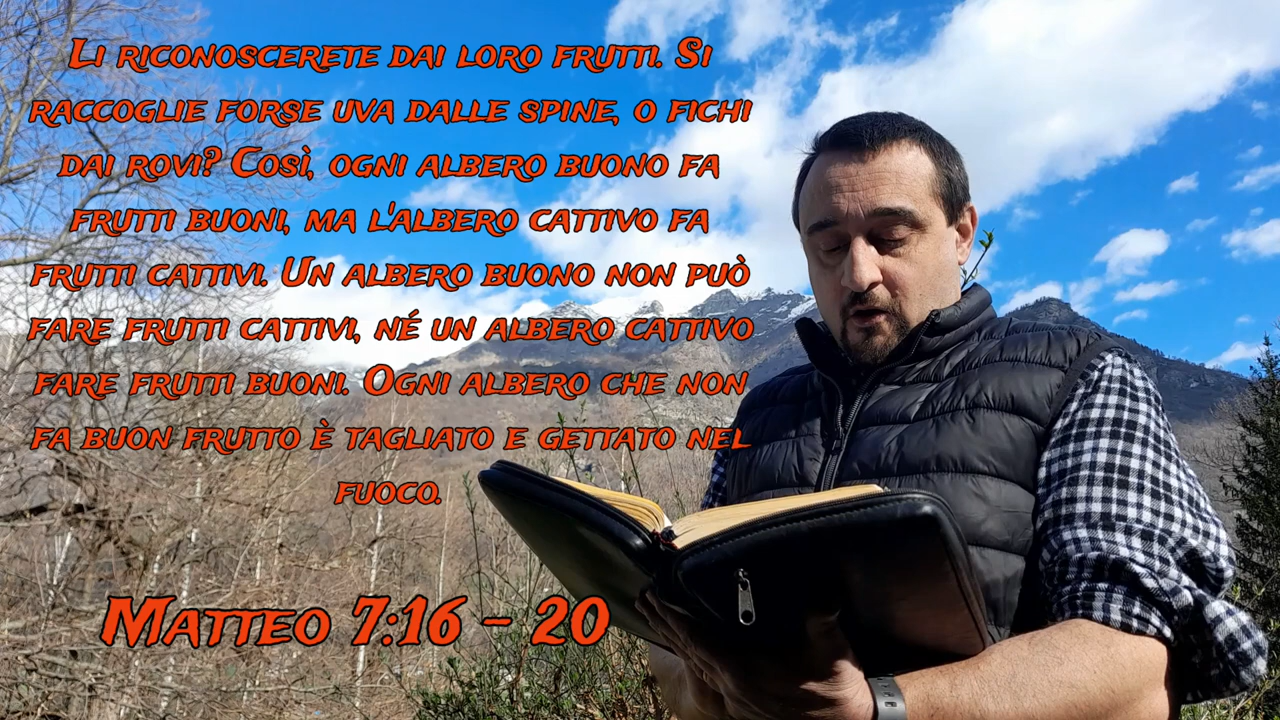 Li riconoscerete dai loro frutti. Si
raccoglie forse uva dalle spine, o fichi
dai rovi? Così, ogni albero buono fa
frutti buoni, ma l'albero cattivo fa
frutti cattivi. Un albero buono non può
fare frutti cattivi, né un albero cattivo
fare frutti buoni. Ogni albero che non
fa buon frutto è tagliato e gettato nel
fuoco.
Matteo 7:16 - 20